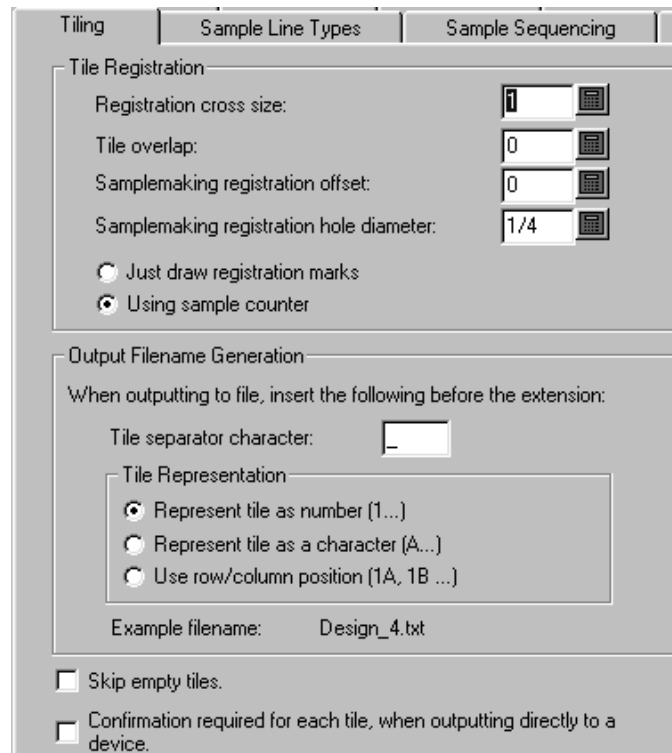 Tiling
Sample Line Types
Sample Sequencing
Tile Registration
Registration cross size: 1
Tile overlap: 0
Samplemaking registration offset: 0
Samplemaking registration hole diameter: 1/4
Just draw registration marks
Using sample counter
Output Filename Generation
When outputting to file, insert the following before the extension:
Tile separator character: _
Tile Representation
Represent tile as number (1...)
Represent tile as a character (A...)
Use row/column position (1A, 1B ...)
Example filename: Design_4.txt
Skip empty tiles.
Confirmation required for each tile, when outputting directly to a
device.